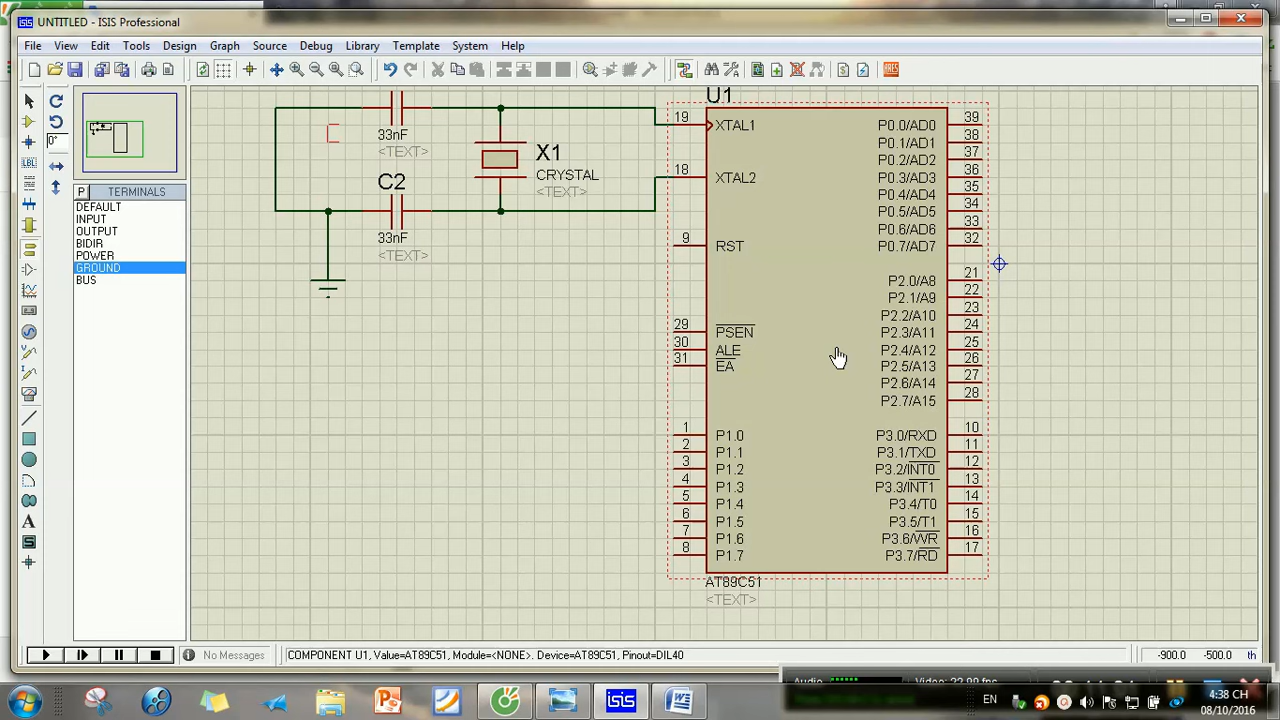 UNTITLED - ISIS Professional
File View Edit Tools Design Graph Source Debug Library Template System Help
LBL
0°
P TERMINALS
DEFAULT
INPUT
OUTPUT
BIDIR
POWER
GROUND
BUS
A
S
33nF
<TEXT>
C2
33nF
<TEXT>
X1
CRYSTAL
<TEXT>
U1
19 XTAL1
18 XTAL2
9 RST
29 PSEN
30 ALE
31 EA
1 P1.0
2 P1.1
3 P1.2
4 P1.3
5 P1.4
6 P1.5
7 P1.6
8 P1.7
P0.0/AD0 39
P0.1/AD1 38
P0.2/AD2 37
P0.3/AD3 36
P0.4/AD4 35
P0.5/AD5 34
P0.6/AD6 33
P0.7/AD7 32
P2.0/A8 21
P2.1/A9 22
P2.2/A10 23
P2.3/A11 24
P2.4/A12 25
P2.5/A13 26
P2.6/A14 27
P2.7/A15 28
P3.0/RXD 10
P3.1/TXD 11
P3.2/INT0 12
P3.3/INT1 13
P3.4/T0 14
P3.5/T1 15
P3.6/WR 16
P3.7/RD 17
AT89C51
<TEXT>
No Messages
COMPONENT U1, Value=AT89C51, Module=<NONE>. Device=AT89C51, Pinout=DIL40
-900.0 -500.0 th
EN
4:38 CH
08/10/2016